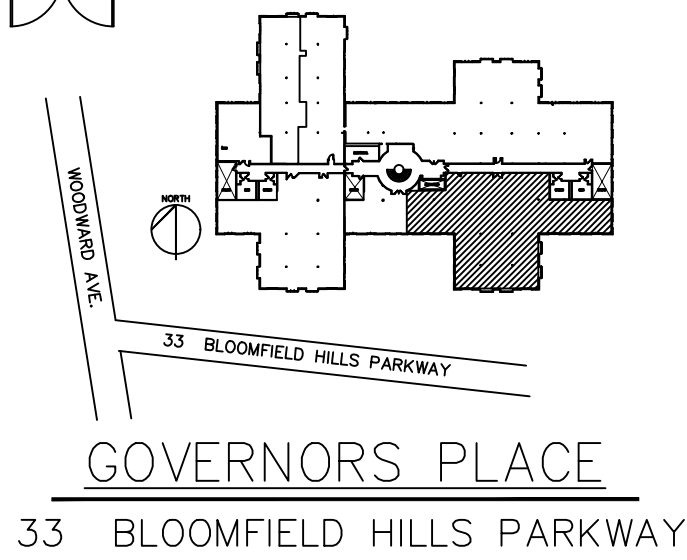 WOODWARD AVE.
NORTH
33 BLOOMFIELD HILLS PARKWAY
GOVERNORS PLACE
33 BLOOMFIELD HILLS PARKWAY